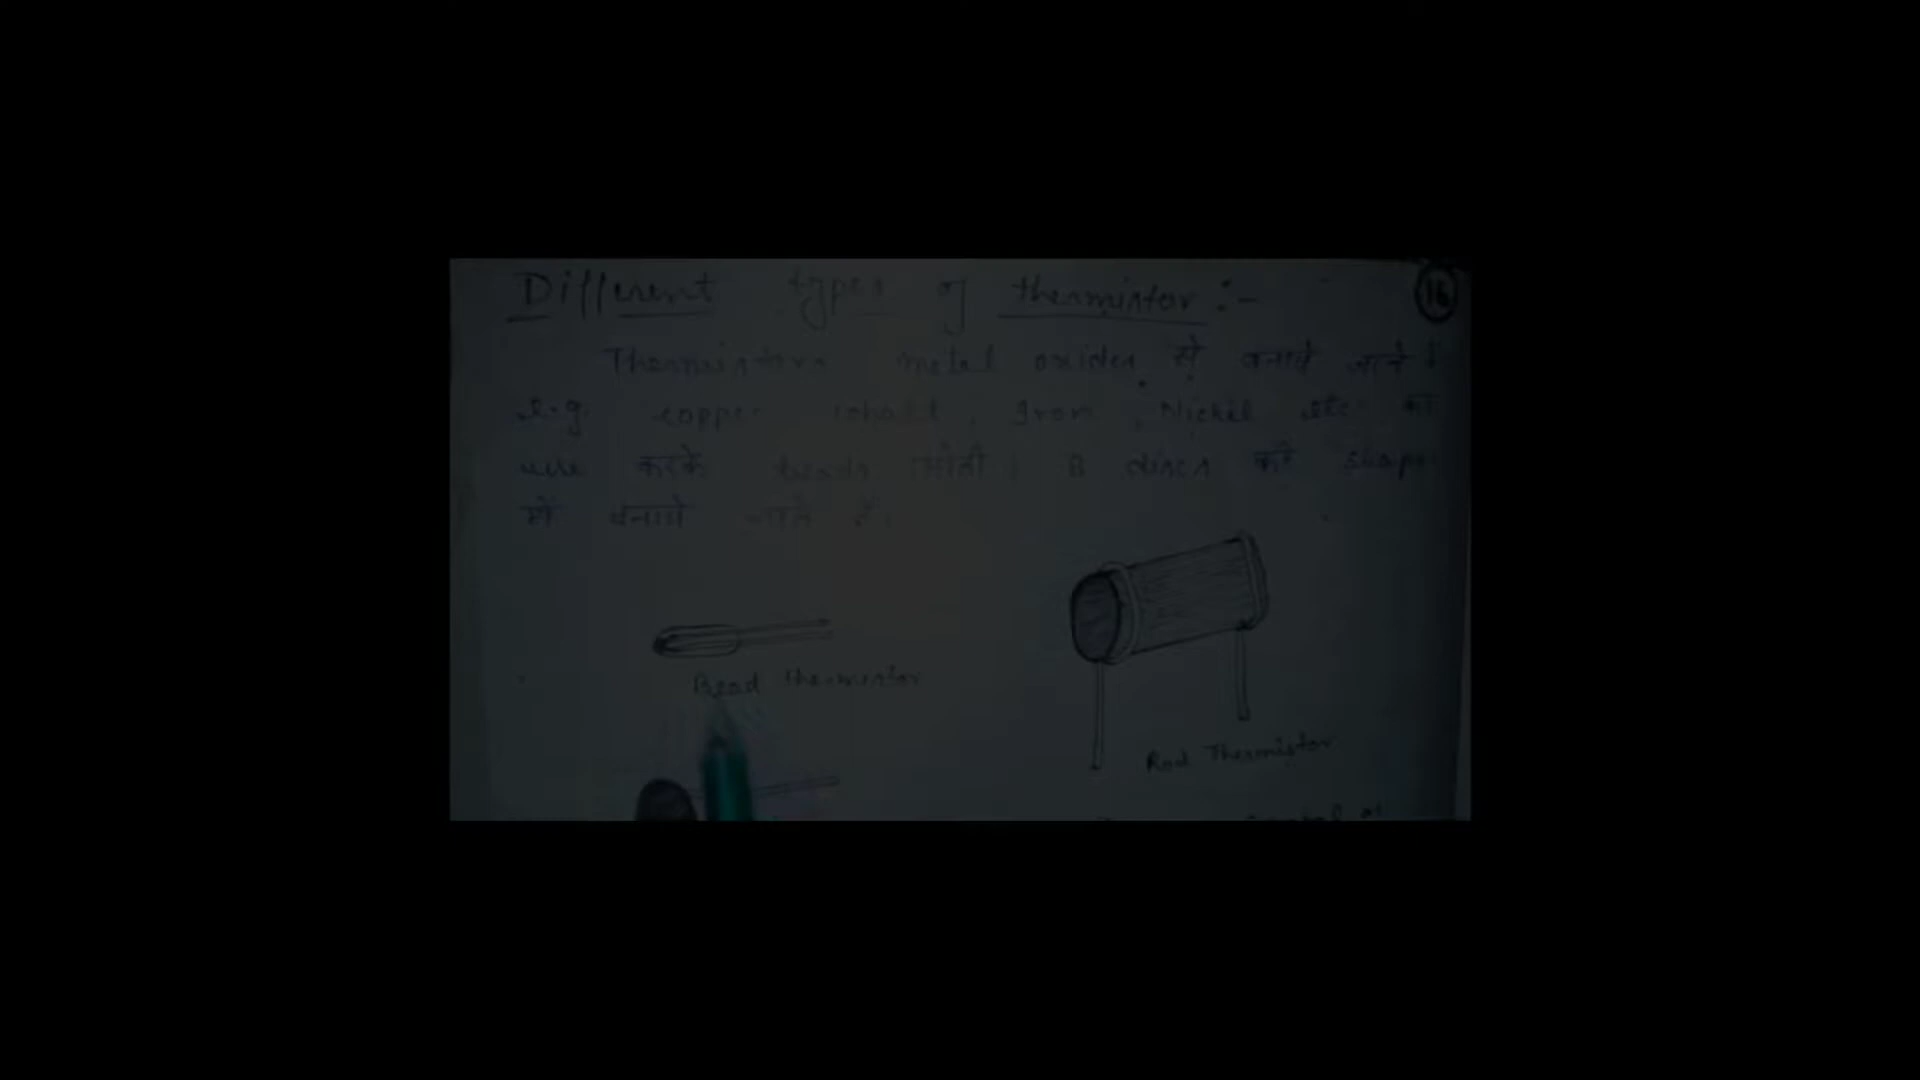 Different types of thermistor :-
16
Thermistors metal oxides से बनाये जाते
e.g. copper cobalt, Iron, Nickel etc का
use करके beads (मोती) & discs की shape
में बनाये जाते हैं.
Bead thermistor
Rod Thermistor